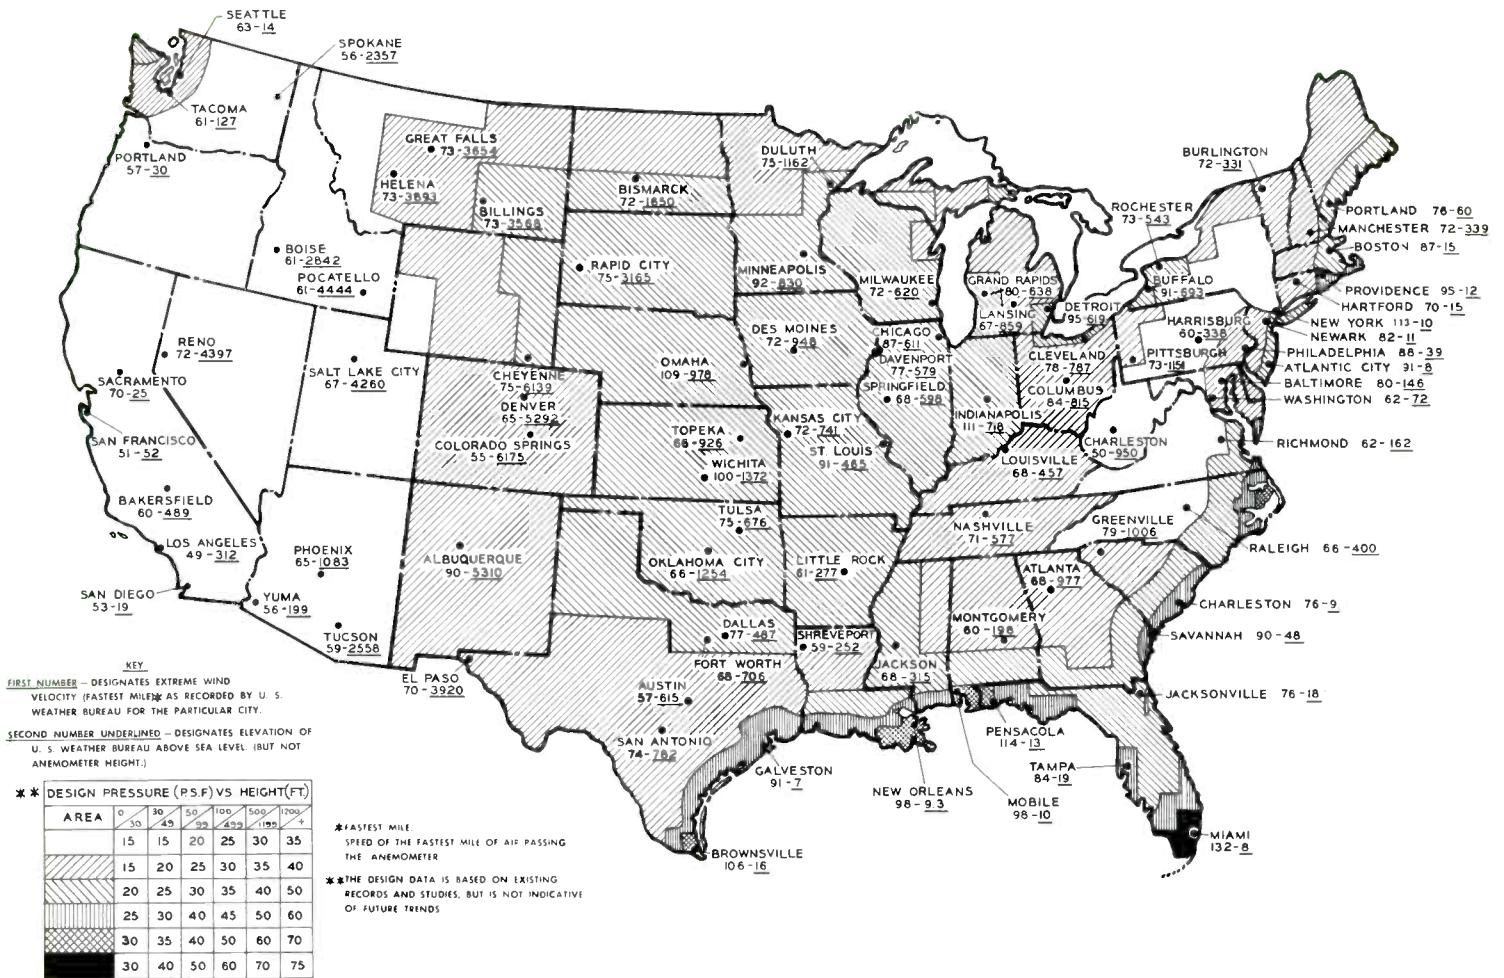 SEATTLE
63-14
SPOKANE
56-2357
TACOMA
61-127
PORTLAND
57-30
GREAT FALLS
73-3654
HELENA
73-3893
BILLINGS
73-3568
BISMARCK
72-1650
DULUTH
75-1162
BURLINGTON
72-331
ROCHESTER
73-543
PORTLAND 76-60
MANCHESTER 72-339
BOSTON 87-15
BOISE
61-2842
POCATELLO
61-4444
RAPID CITY
75-3165
MINNEAPOLIS
92-830
MILWAUKEE
72-620
GRAND RAPIDS
80-638
LANSING
67-859
DETROIT
95-619
BUFFALO
91-693
PROVIDENCE 95-12
HARTFORD 70-15
HARRISBURG
60-338
NEW YORK 113-10
NEWARK 82-11
RENO
72-4397
SACRAMENTO
70-25
SALT LAKE CITY
67-4260
CHEYENNE
75-6139
DENVER
65-5292
COLORADO SPRINGS
55-6175
OMAHA
109-978
DES MOINES
72-948
CHICAGO
87-611
DAVENPORT
77-579
SPRINGFIELD
68-598
INDIANAPOLIS
111-718
CLEVELAND
78-787
COLUMBUS
84-815
PITTSBURGH
73-1151
PHILADELPHIA 88-39
ATLANTIC CITY 91-8
BALTIMORE 80-146
WASHINGTON 62-72
SAN FRANCISCO
51-52
TOPEKA
68-926
KANSAS CITY
72-741
ST. LOUIS
91-465
WICHITA
100-1372
LOUISVILLE
68-457
CHARLESTON
50-950
RICHMOND 62-162
BAKERSFIELD
60-489
LOS ANGELES
49-312
SAN DIEGO
53-19
PHOENIX
65-1083
YUMA
56-199
TUCSON
59-2558
ALBUQUERQUE
90-5310
TULSA
75-676
OKLAHOMA CITY
66-1254
LITTLE ROCK
61-277
NASHVILLE
71-577
GREENVILLE
79-1006
RALEIGH 66-400
ATLANTA
68-977
CHARLESTON 76-9
SAVANNAH 90-48
MONTGOMERY
60-198
DALLAS
77-487
FORT WORTH
68-706
SHREVEPORT
59-252
JACKSON
68-315
EL PASO
70-3920
AUSTIN
57-615
SAN ANTONIO
74-782
JACKSONVILLE 76-18
PENSACOLA
114-13
TAMPA
84-19
GALVESTON
91-7
NEW ORLEANS
98-9.3
MOBILE
98-10
BROWNSVILLE
106-16
MIAMI
132-8
KEY
FIRST NUMBER — DESIGNATES EXTREME WIND
VELOCITY (FASTEST MILE)* AS RECORDED BY U. S.
WEATHER BUREAU FOR THE PARTICULAR CITY.
SECOND NUMBER UNDERLINED — DESIGNATES ELEVATION OF
U. S. WEATHER BUREAU ABOVE SEA LEVEL. (BUT NOT
ANEMOMETER HEIGHT.)
** DESIGN PRESSURE (P.S.F) VS HEIGHT(FT.)
AREA 0/30 30/49 50/99 100/499 500/1199 1200/+
15 15 20 25 30 35
15 20 25 30 35 40
20 25 30 35 40 50
25 30 40 45 50 60
30 35 40 50 60 70
30 40 50 60 70 75
* FASTEST MILE.
SPEED OF THE FASTEST MILE OF AIR PASSING
THE ANEMOMETER
** THE DESIGN DATA IS BASED ON EXISTING
RECORDS AND STUDIES, BUT IS NOT INDICATIVE
OF FUTURE TRENDS